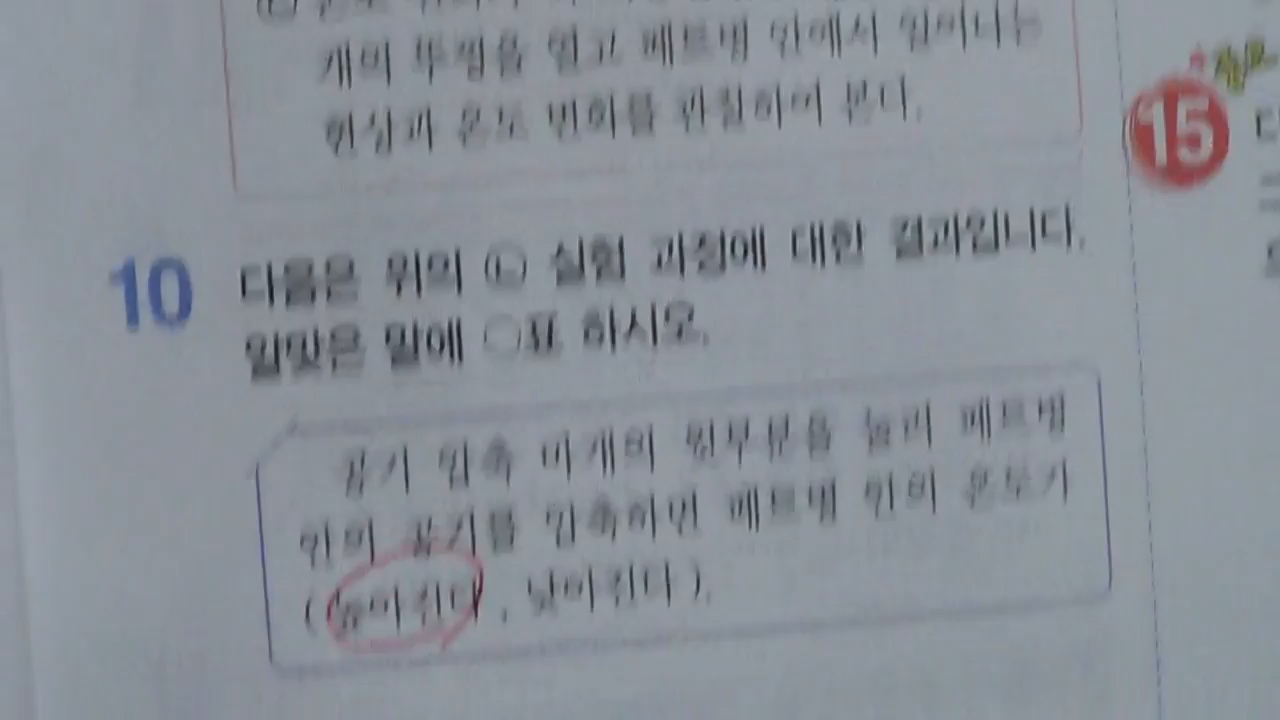 개의 뚜껑을 열고 페트병 안에서 일어나는
현상과 온도 변화를 관찰하여 본다.
10 다음은 위의 ㉡ 실험 과정에 대한 결과입니다.
알맞은 말에 ○표 하시오.
공기 압축 마개의 윗부분을 눌러 페트병
안의 공기를 압축하면 페트병 안의 온도가
(높아진다, 낮아진다).
15